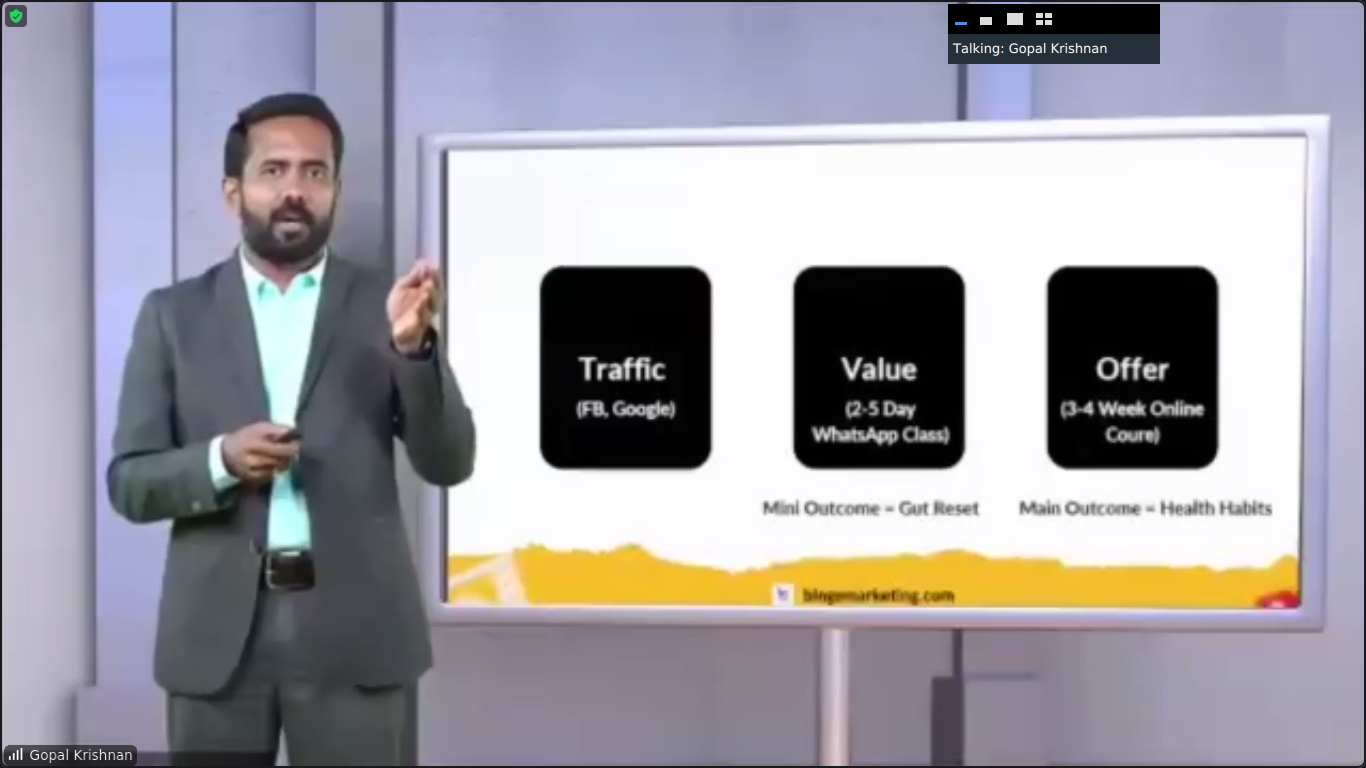 Talking: Gopal Krishnan
Traffic
(FB, Google)
Value
(2-5 Day
WhatsApp Class)
Offer
(3-4 Week Online
Coure)
Mini Outcome = Gut Reset
Main Outcome = Health Habits
bingemarketing.com
Gopal Krishnan